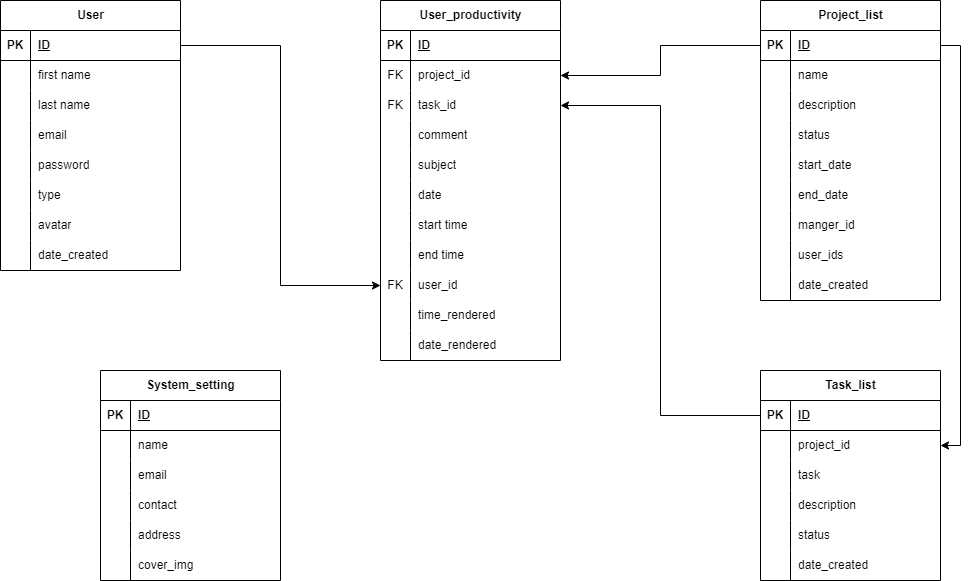 User
PK ID
first name
last name
email
password
type
avatar
date_created
User_productivity
PK ID
FK project_id
FK task_id
comment
subject
date
start time
end time
FK user_id
time_rendered
date_rendered
Project_list
PK ID
name
description
status
start_date
end_date
manger_id
user_ids
date_created
System_setting
PK ID
name
email
contact
address
cover_img
Task_list
PK ID
project_id
task
description
status
date_created